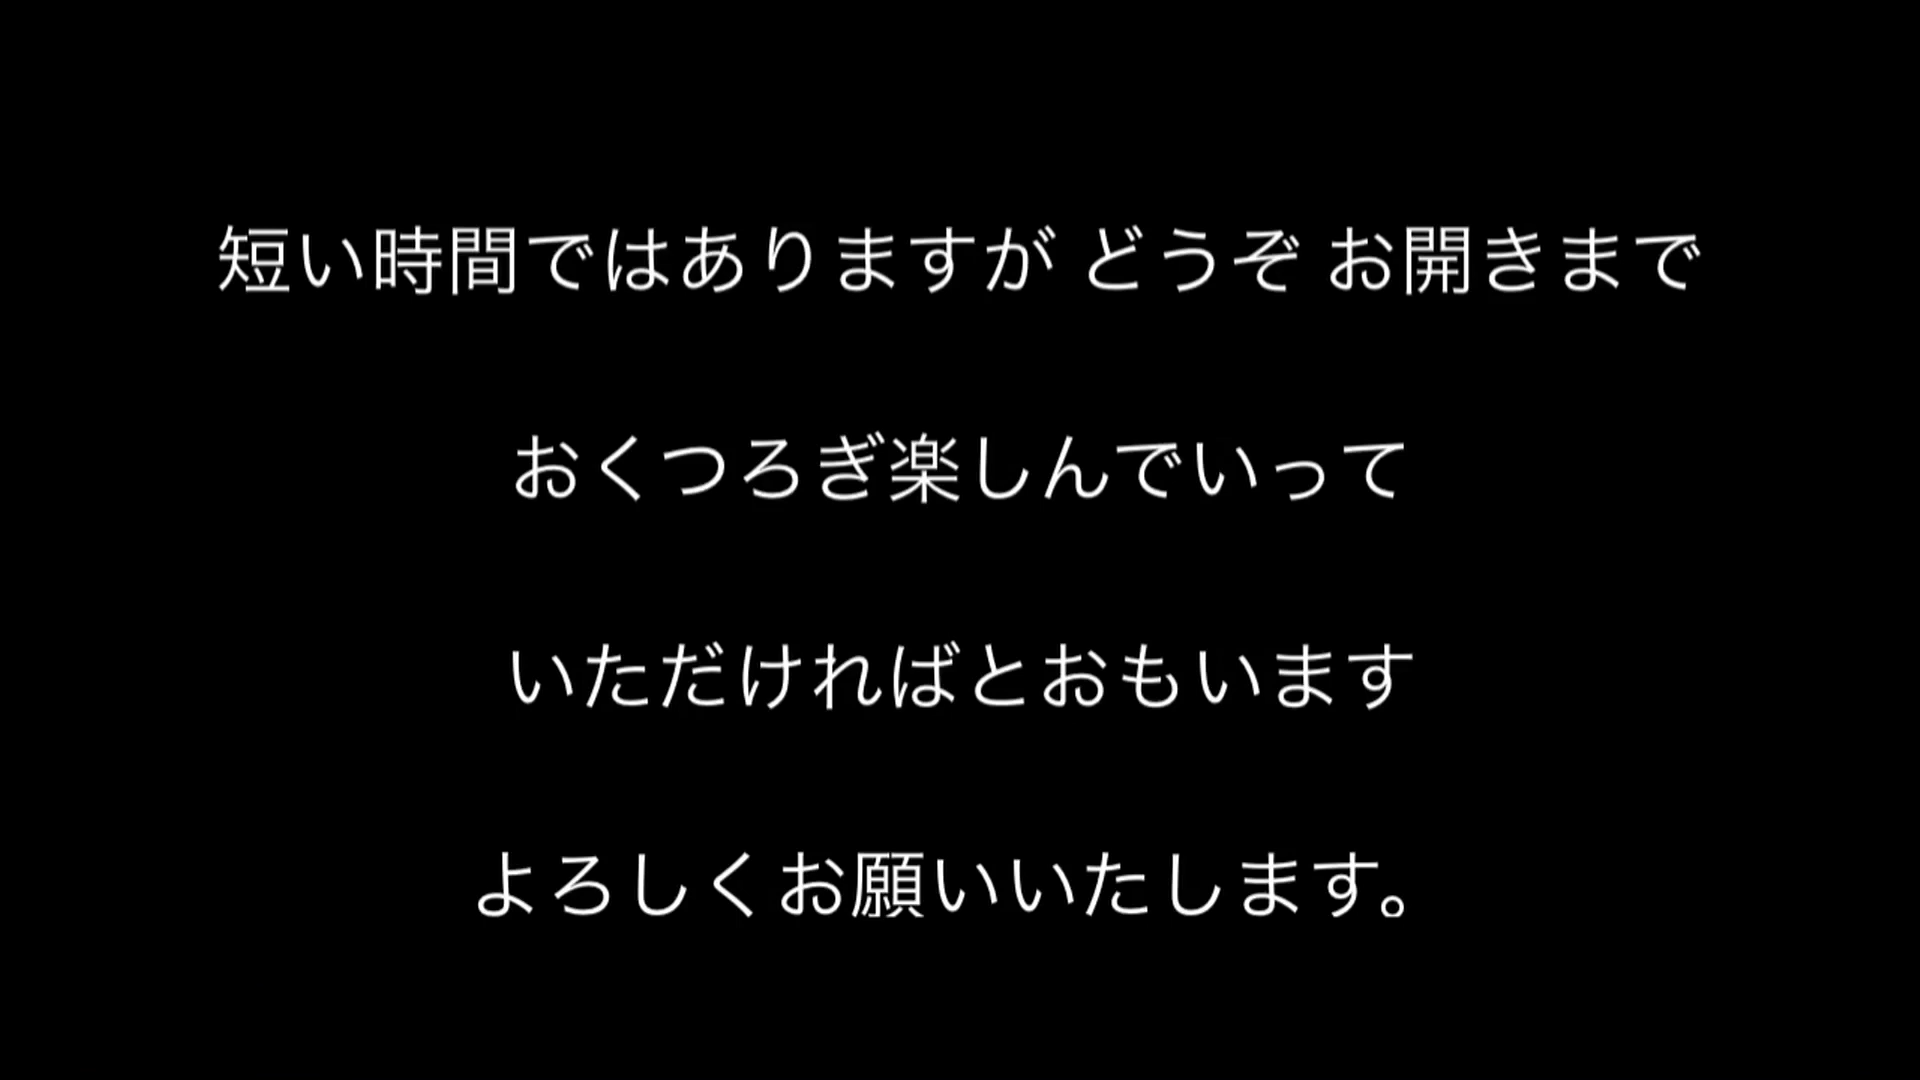 短い時間ではありますが どうぞ お開きまで
おくつろぎ楽しんでいって
いただければとおもいます
よろしくお願いいたします。